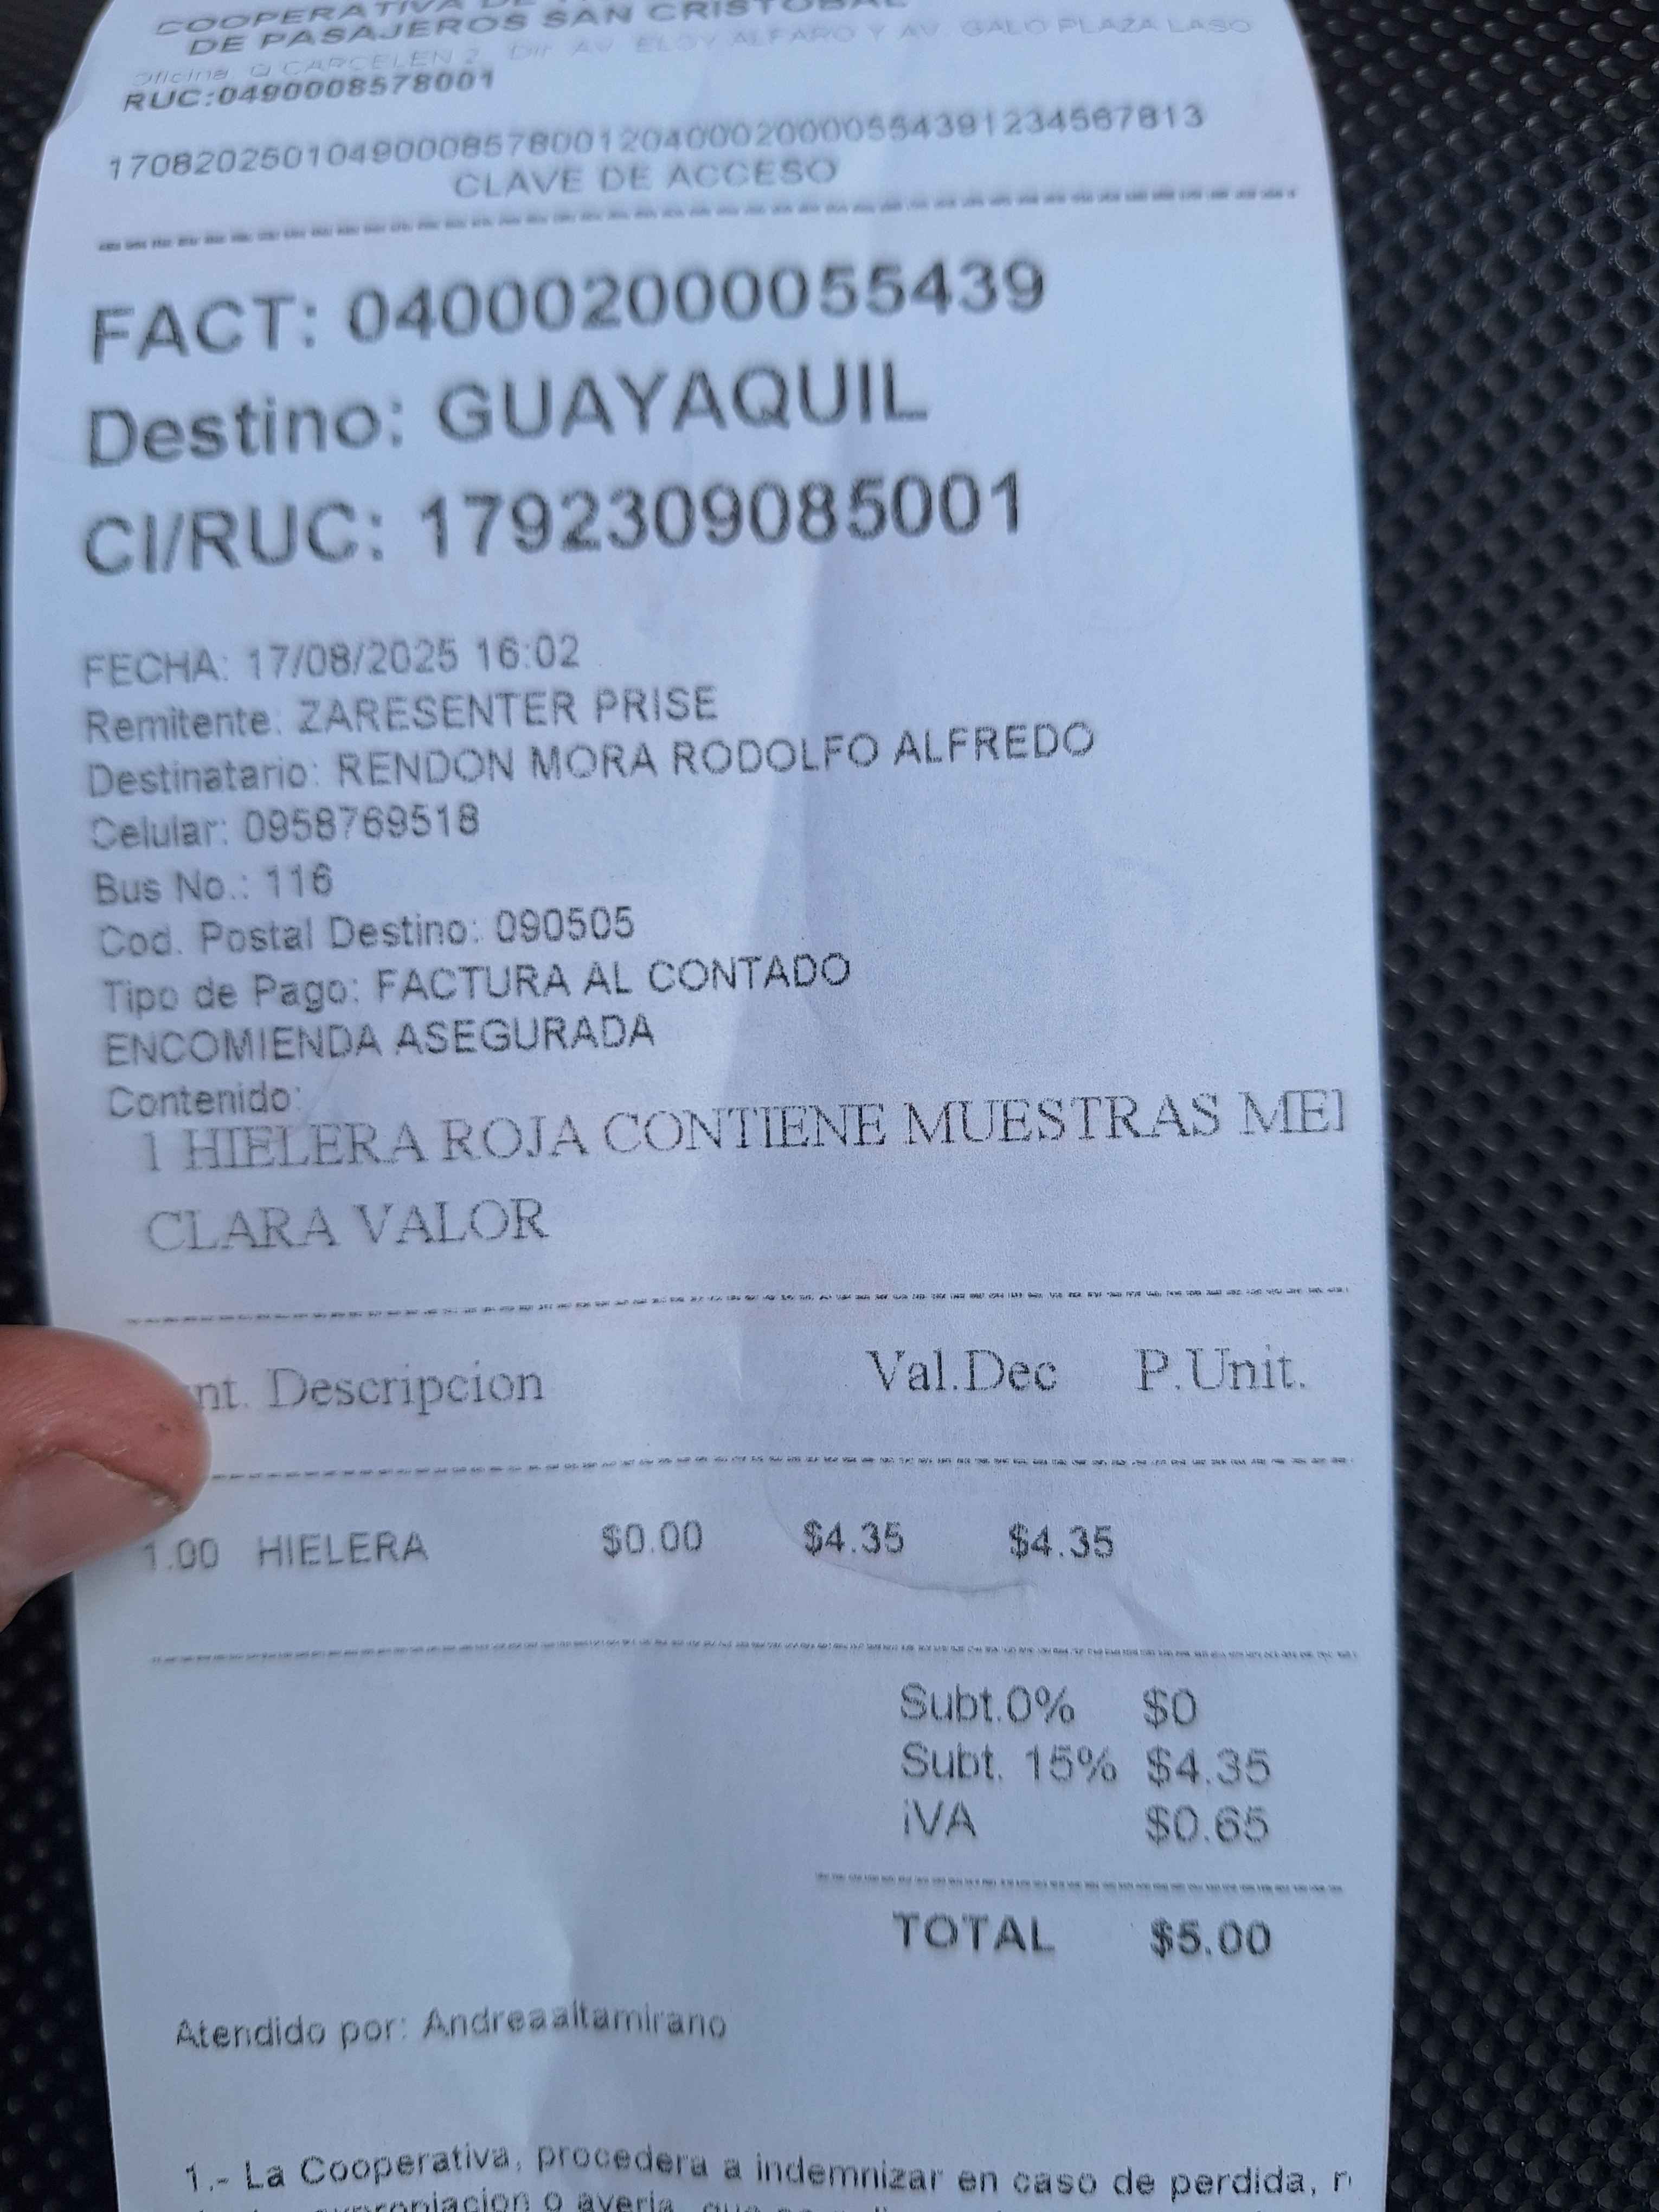 COOPERATIVA DE
DE PASAJEROS SAN CRISTOBAL
Oficina Q CARCELEN 2 Dir AV. ELOY ALFARO Y AV. GALO PLAZA LASO
RUC:0490008578001
1708202501049000857800120400020000554391234567813
CLAVE DE ACCESO
FACT: 040002000055439
Destino: GUAYAQUIL
CI/RUC: 1792309085001
FECHA: 17/08/2025 16:02
Remitente: ZARESENTER PRISE
Destinatario: RENDON MORA RODOLFO ALFREDO
Celular: 0958769518
Bus No.: 116
Cod. Postal Destino: 090505
Tipo de Pago: FACTURA AL CONTADO
ENCOMIENDA ASEGURADA
Contenido:
1 HIELERA ROJA CONTIENE MUESTRAS
CLARA VALOR
nt. Descripcion Val.Dec P.Unit.
1.00 HIELERA $0.00 $4.35 $4.35
Subt.0% $0
Subt. 15% $4.35
iVA $0.65
TOTAL $5.00
Atendido por: Andreaaltamirano
1.- La Cooperativa, procedera a indemnizar en caso de perdida,
o averia,